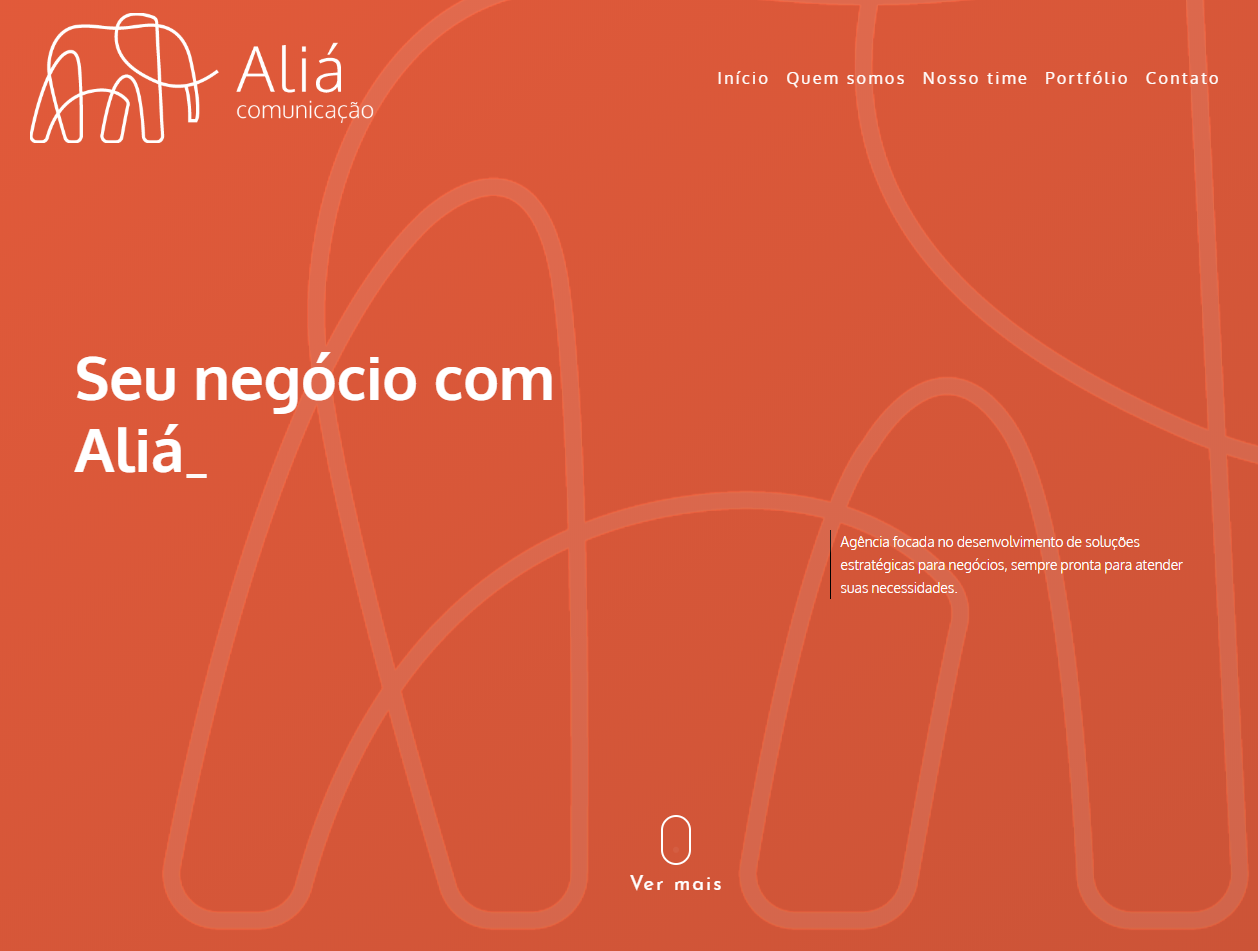 Aliá
comunicação
Início Quem somos Nosso time Portfólio Contato
Seu negócio com
Aliá_
Agência focada no desenvolvimento de soluções
estratégicas para negócios, sempre pronta para atender
suas necessidades.
Ver mais